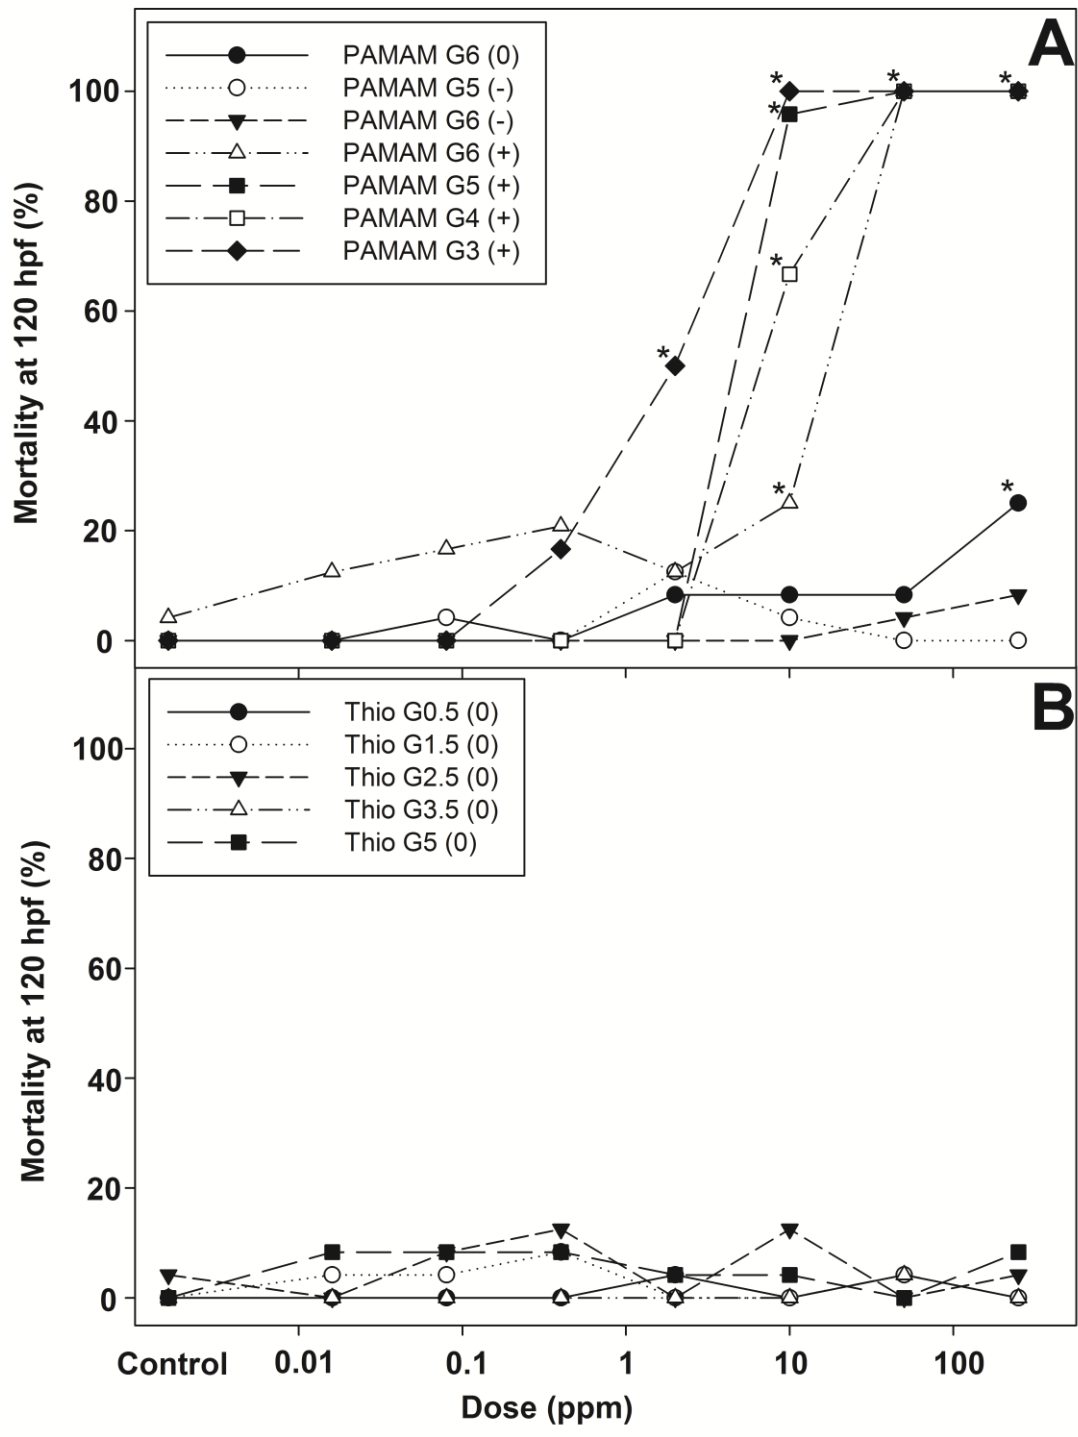 A
PAMAM G6 (0)
PAMAM G5 (-)
PAMAM G6 (-)
PAMAM G6 (+)
PAMAM G5 (+)
PAMAM G4 (+)
PAMAM G3 (+)
Mortality at 120 hpf (%)
100
80
60
40
20
0
* * * * * * * * *
B
Thio G0.5 (0)
Thio G1.5 (0)
Thio G2.5 (0)
Thio G3.5 (0)
Thio G5 (0)
Mortality at 120 hpf (%)
100
80
60
40
20
0
Control 0.01 0.1 1 10 100
Dose (ppm)